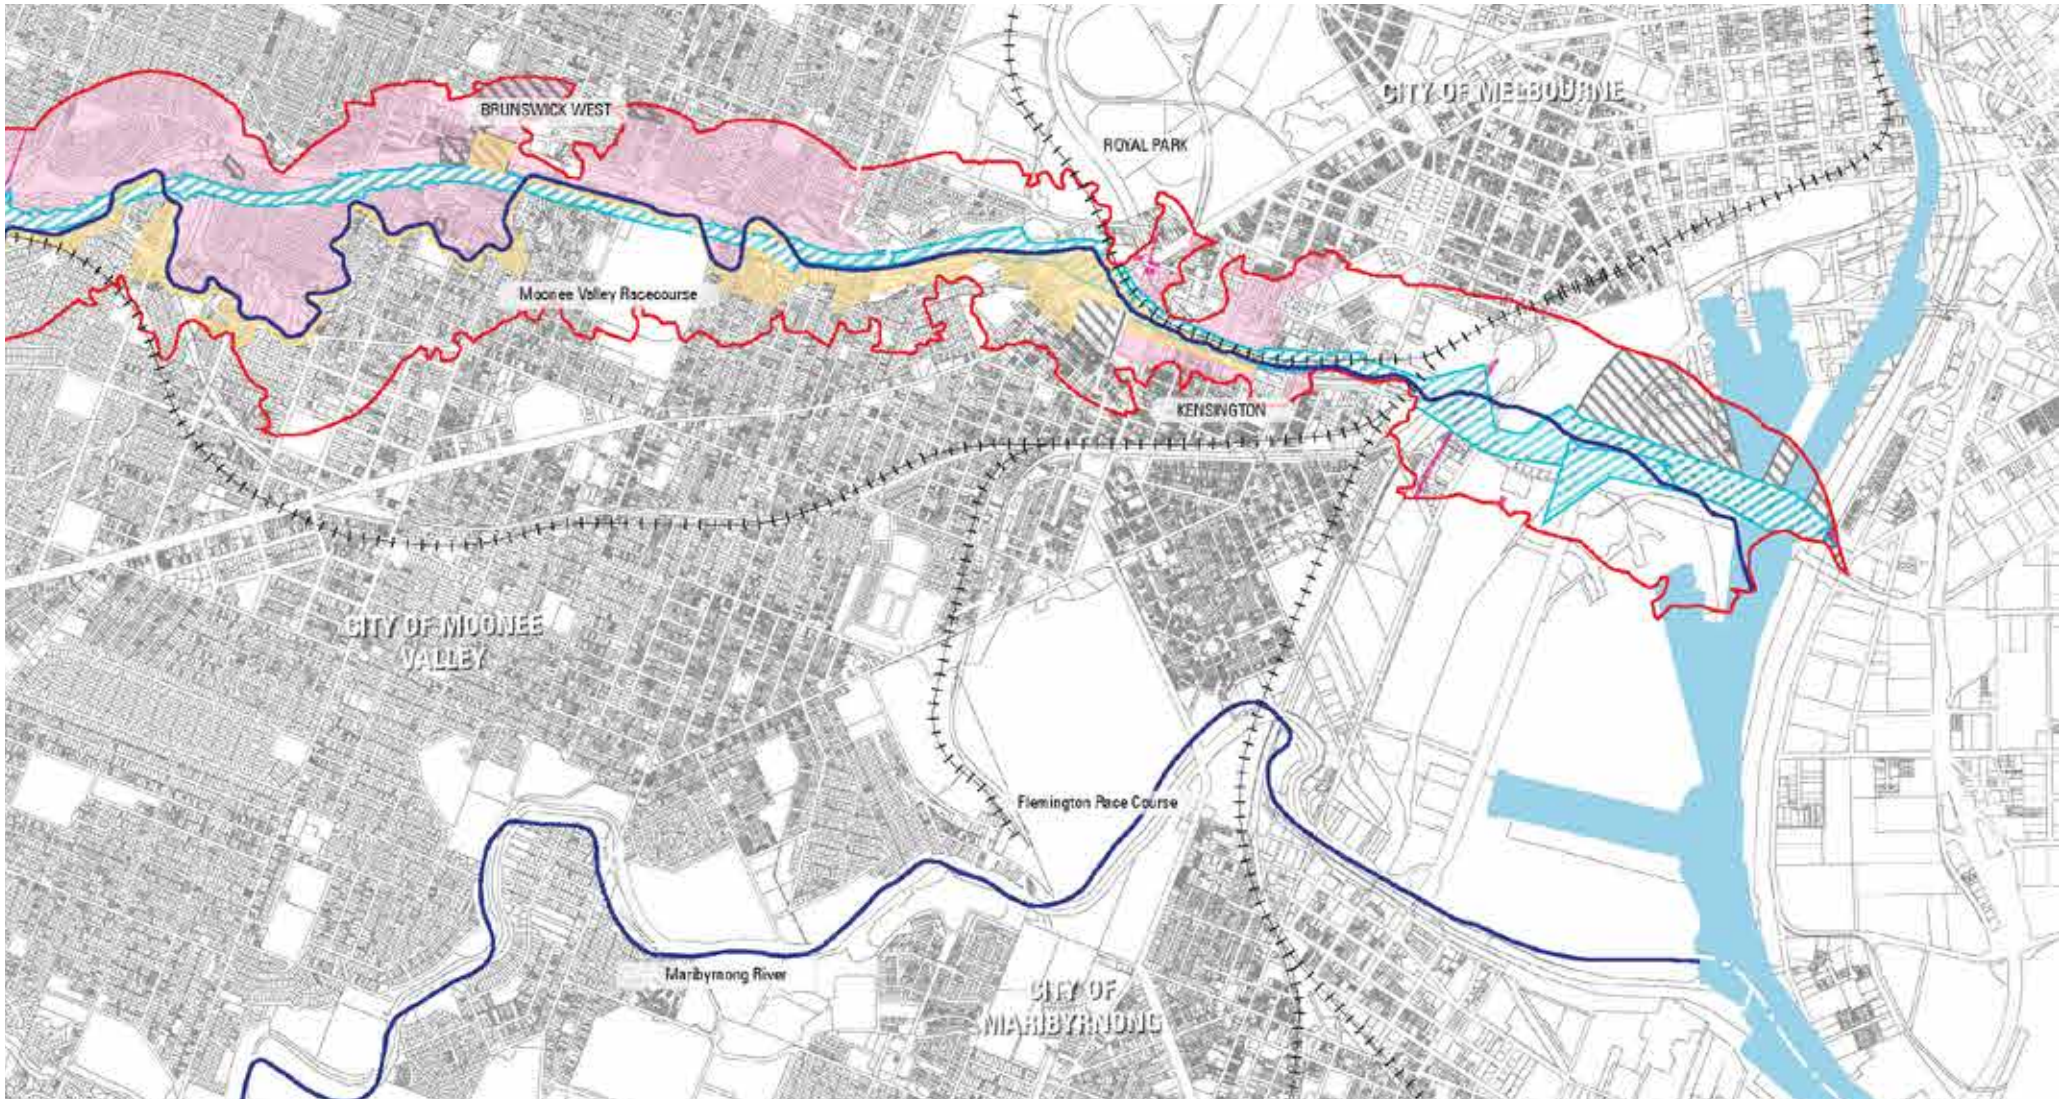 CITY OF MELBOURNE
BRUNSWICK WEST
ROYAL PARK
Moonee Valley Racecourse
KENSINGTON
CITY OF MOONEE
VALLEY
Flemington Race Course
Maribyrnong River
CITY OF
MARIBYRNONG